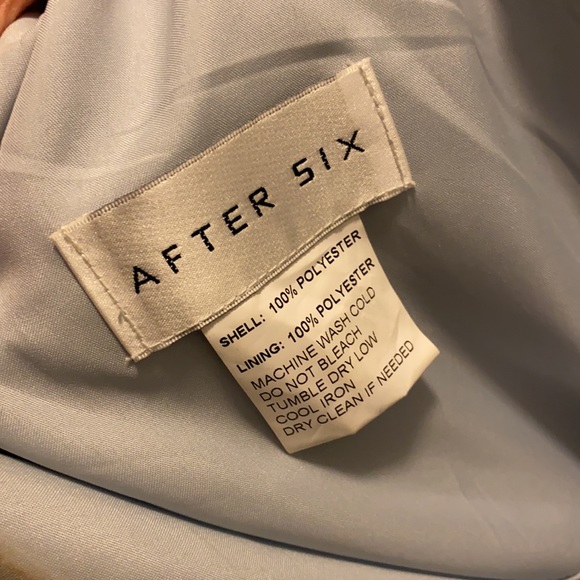 AFTER SIX
SHELL: 100% POLYESTER
LINING: 100% POLYESTER
MACHINE WASH COLD
DO NOT BLEACH
TUMBLE DRY LOW
COOL IRON
DRY CLEAN IF NEEDED